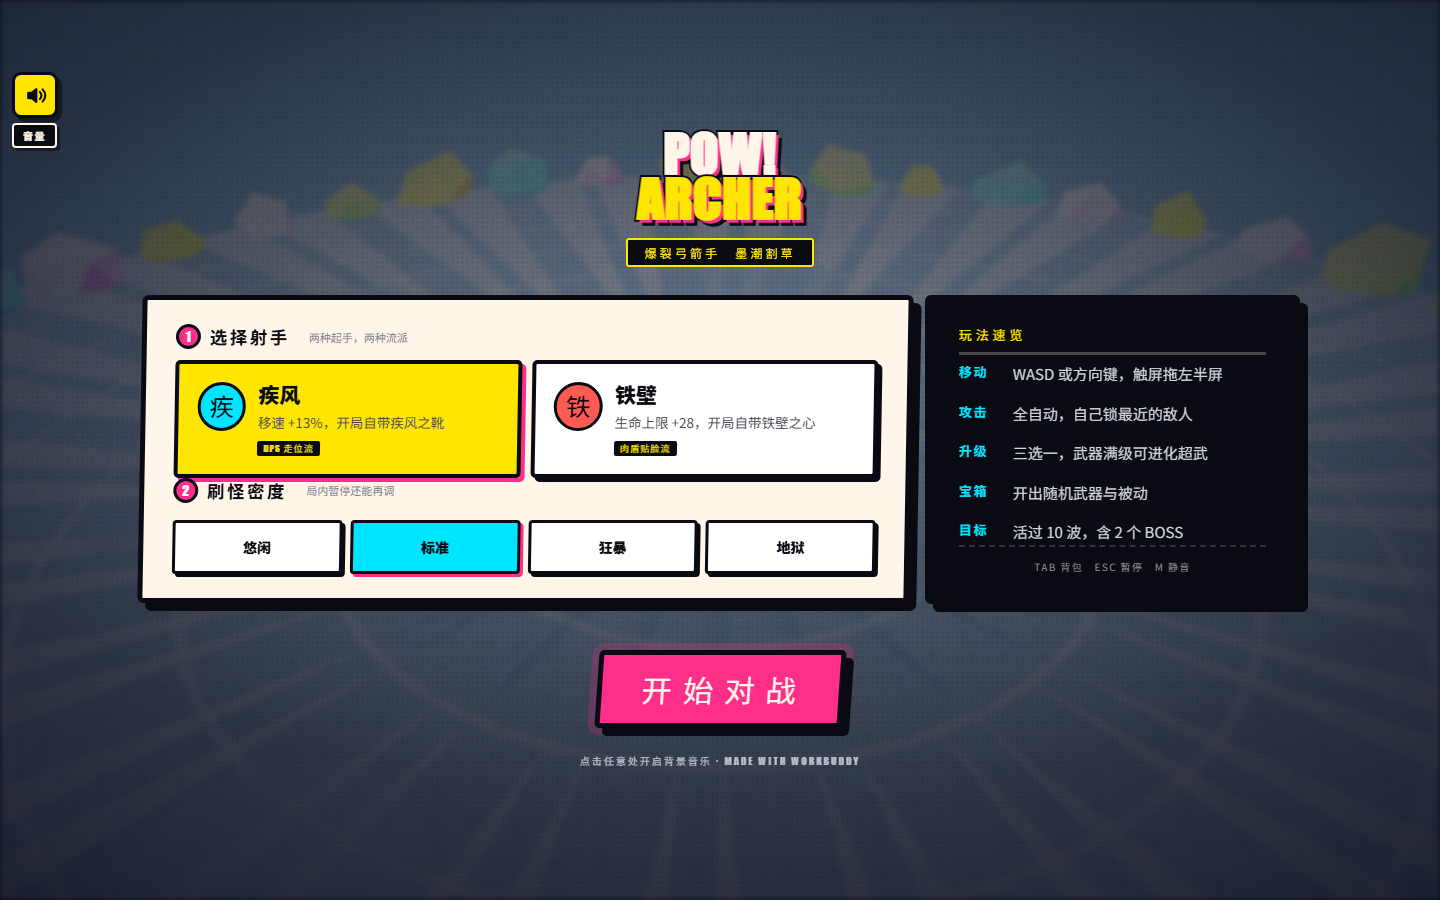 音量
POW!
ARCHER
爆裂弓箭手 墨潮割草
1 选择射手 两种起手，两种流派
疾
疾风
移速 +13%，开局自带疾风之靴
DPS 走位流
铁
铁壁
生命上限 +28，开局自带铁壁之心
肉盾贴脸流
2 刷怪密度 局内暂停还能再调
悠闲
标准
狂暴
地狱
玩法速览
移动 WASD 或方向键，触屏拖左半屏
攻击 全自动，自己锁最近的敌人
升级 三选一，武器满级可进化超武
宝箱 开出随机武器与被动
目标 活过 10 波，含 2 个 BOSS
TAB 背包 ESC 暂停 M 静音
开始对战
点击任意处开启背景音乐 · MADE WITH WORKBUDDY